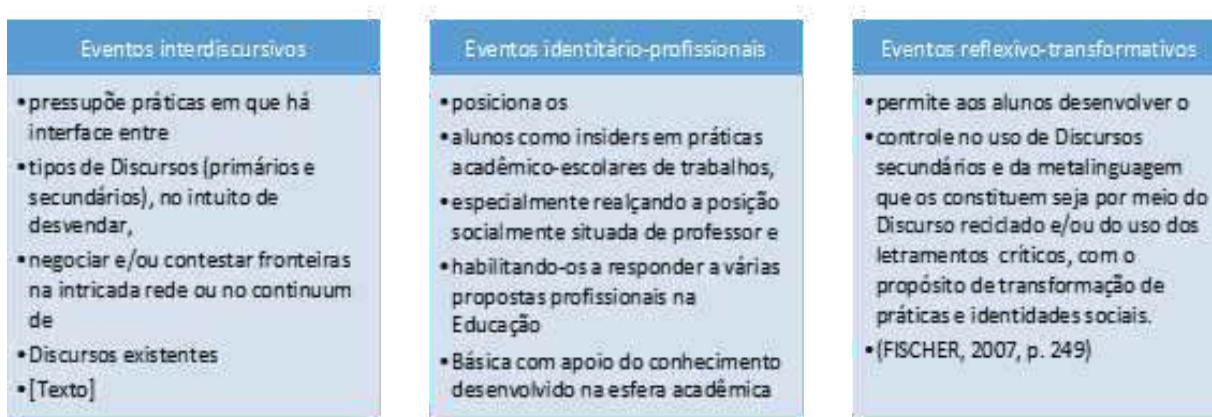 Eventos interdiscursivos
•pressupõe práticas em que há
interface entre
•tipos de Discursos (primários e
secundários), no intuito de
desvendar,
•negociar e/ou contestar fronteiras
na intricada rede ou no continuum
de
•Discursos existentes
•[Texto]
Eventos identitário-profissionais
•posiciona os
•alunos como insiders em práticas
acadêmico-escolares de trabalhos,
•especialmente realçando a posição
socialmente situada de professor e
•habilitando-os a responder a várias
propostas profissionais na
Educação
•Básica com apoio do conhecimento
desenvolvido na esfera acadêmica
Eventos reflexivo-transformativos
•permite aos alunos desenvolver o
•controle no uso de Discursos
secundários e da metalinguagem
que os constituem seja por meio do
Discurso reciclado e/ou do uso dos
letramentos críticos, com o
propósito de transformação de
práticas e identidades sociais.
•(FISCHER, 2007, p. 249)